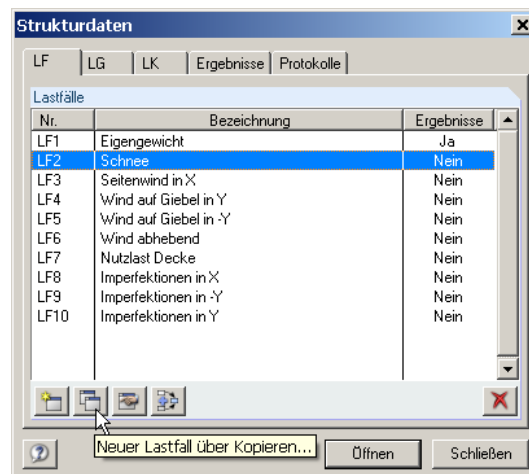 Strukturdaten
LF LG LK Ergebnisse Protokolle
Lastfälle
Nr. Bezeichnung Ergebnisse
LF1 Eigengewicht Ja
LF2 Schnee Nein
LF3 Seitenwind in X Nein
LF4 Wind auf Giebel in Y Nein
LF5 Wind auf Giebel in -Y Nein
LF6 Wind abhebend Nein
LF7 Nutzlast Decke Nein
LF8 Imperfektionen in X Nein
LF9 Imperfektionen in -Y Nein
LF10 Imperfektionen in Y Nein
Neuer Lastfall über Kopieren...
Öffnen Schließen